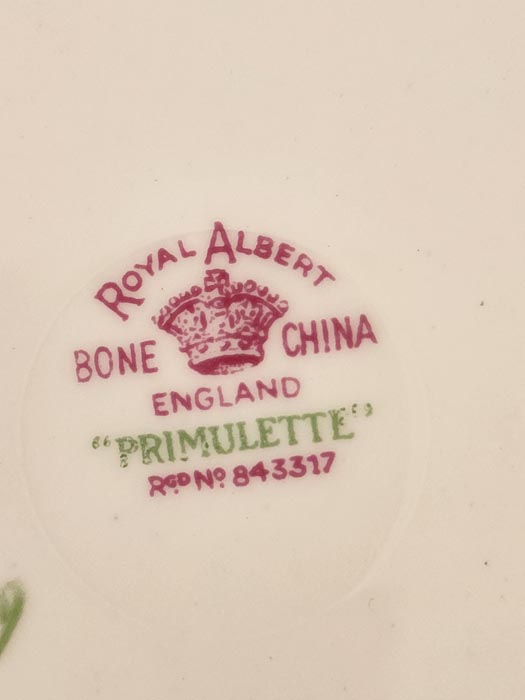 ROYAL ALBERT
BONE CHINA
ENGLAND
"PRIMULETTE"
RGD No 843317